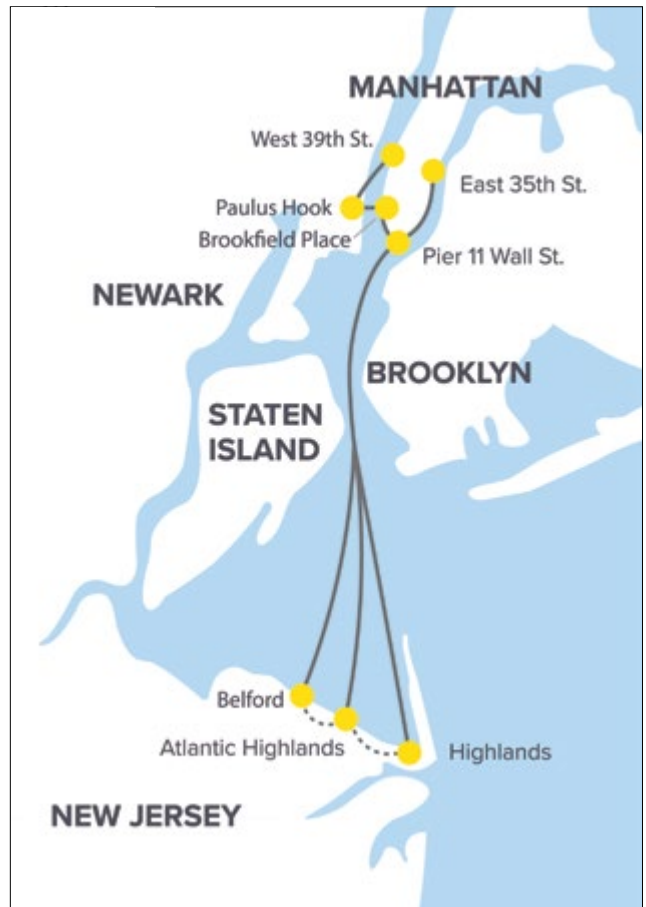 MANHATTAN
West 39th St.
East 35th St.
Paulus Hook
Brookfield Place
Pier 11 Wall St.
NEWARK
BROOKLYN
STATEN
ISLAND
Belford
Atlantic Highlands
Highlands
NEW JERSEY